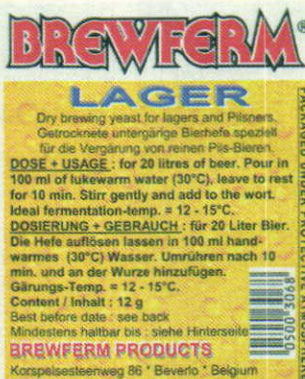 BREWFERM®
LAGER
Dry brewing yeast for lagers and Pilsners.
Getrocknete untergärige Bierhefe speziell
für die Vergärung von reinen Pils-Bieren.
DOSE + USAGE : for 20 litres of beer. Pour in
100 ml of lukewarm water (30°C), leave to rest
for 10 min. Stir gently and add to the wort.
Ideal fermentation-temp. = 12 - 15°C.
DOSIERUNG + GEBRAUCH : für 20 Liter Bier.
Die Hefe auflösen lassen in 100 ml hand-
warmes (30°C) Wasser. Umrühren nach 10
min. und an der Wurze hinzufügen.
Gärungs-Temp. = 12 - 15°C.
Content / Inhalt : 12 g
Best before date : see back
Mindestens haltbar bis : siehe Hinterseite
BREWFERM PRODUCTS
Korspelsesteenweg 86 * Beverlo * Belgium
0500 3068